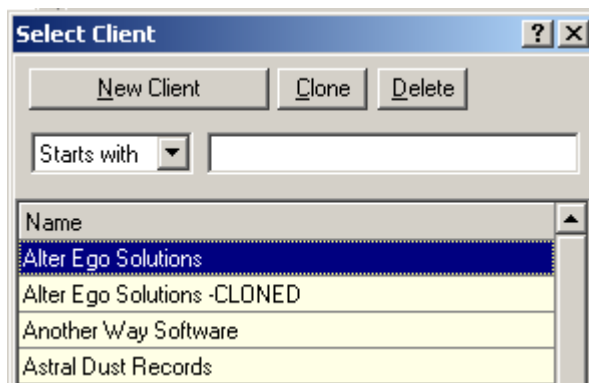 Select Client
New Client Clone Delete
Starts with
Name
Alter Ego Solutions
Alter Ego Solutions -CLONED
Another Way Software
Astral Dust Records